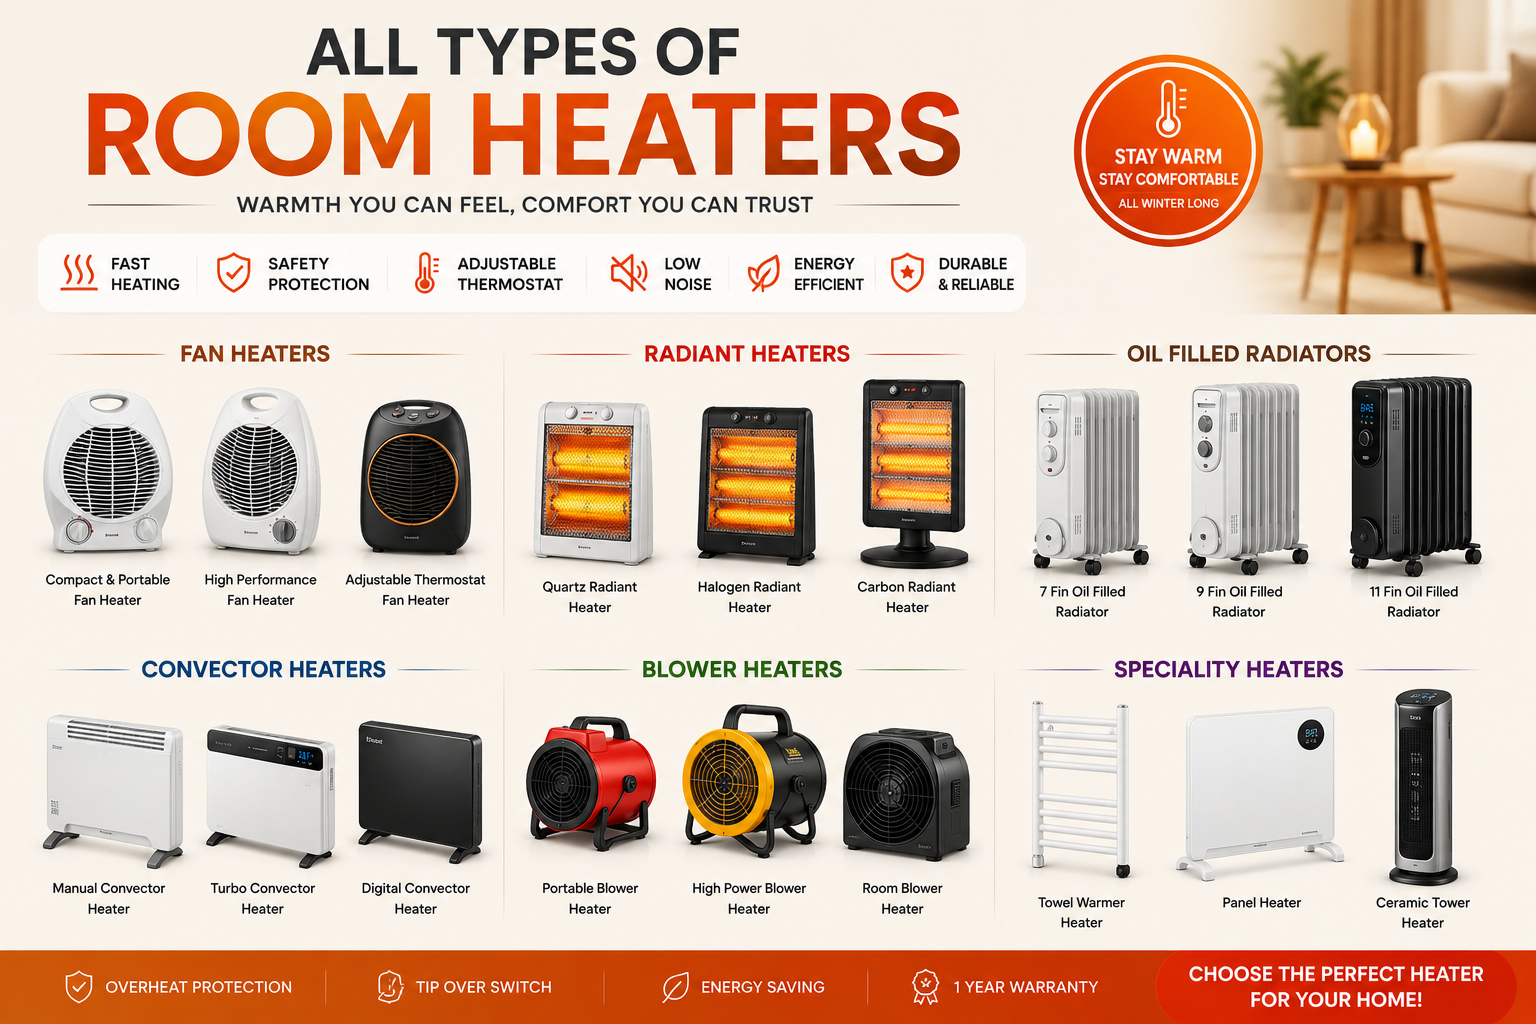 ALL TYPES OF
ROOM HEATERS
WARMTH YOU CAN FEEL, COMFORT YOU CAN TRUST
STAY WARM
STAY COMFORTABLE
ALL WINTER LONG
FAST
HEATING
SAFETY
PROTECTION
ADJUSTABLE
THERMOSTAT
LOW
NOISE
ENERGY
EFFICIENT
DURABLE
& RELIABLE
FAN HEATERS
Compact & Portable
Fan Heater
High Performance
Fan Heater
Adjustable Thermostat
Fan Heater
RADIANT HEATERS
Quartz Radiant
Heater
Halogen Radiant
Heater
Carbon Radiant
Heater
OIL FILLED RADIATORS
7 Fin Oil Filled
Radiator
9 Fin Oil Filled
Radiator
11 Fin Oil Filled
Radiator
CONVECTOR HEATERS
Manual Convector
Heater
Turbo Convector
Heater
Digital Convector
Heater
BLOWER HEATERS
Portable Blower
Heater
High Power Blower
Heater
Room Blower
Heater
SPECIALITY HEATERS
Towel Warmer
Heater
Panel Heater
Ceramic Tower
Heater
OVERHEAT PROTECTION
TIP OVER SWITCH
ENERGY SAVING
1 YEAR WARRANTY
CHOOSE THE PERFECT HEATER
FOR YOUR HOME!